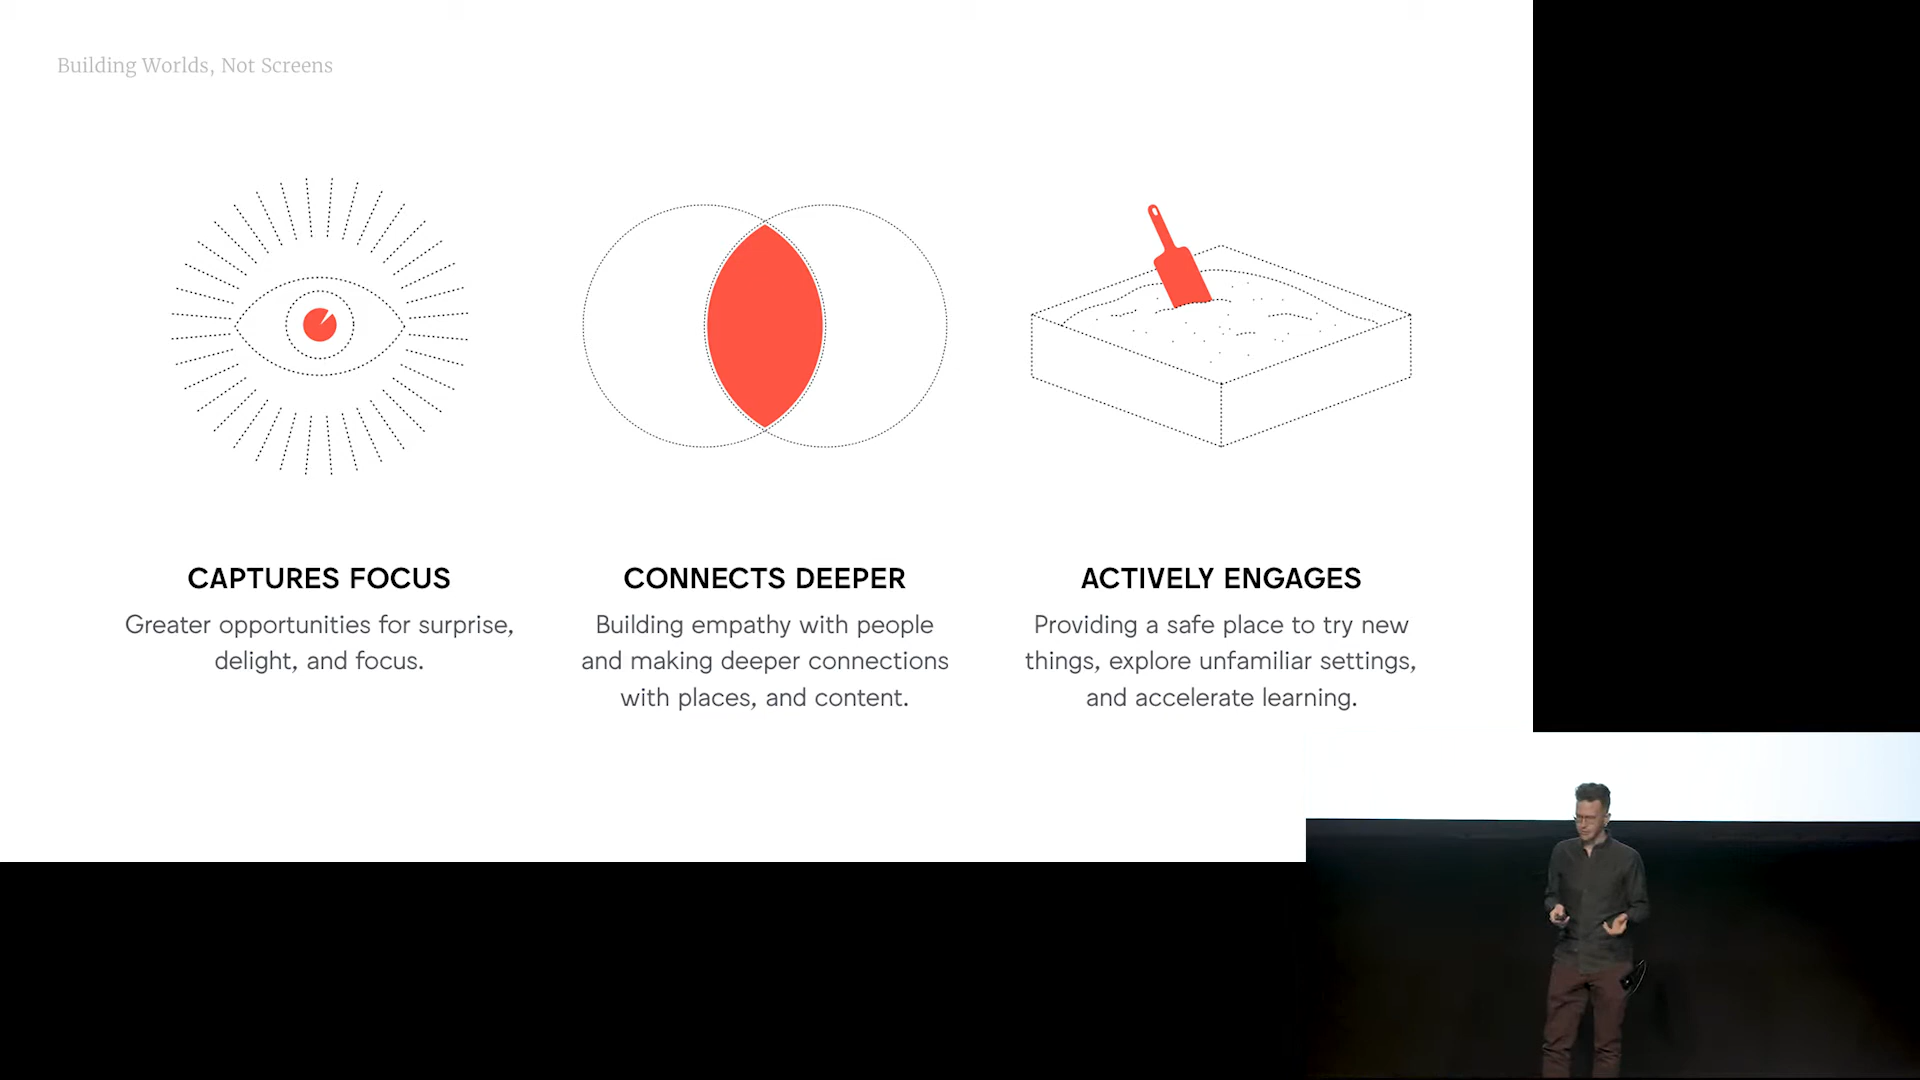 Building Worlds, Not Screens
CAPTURES FOCUS
Greater opportunities for surprise,
delight, and focus.
CONNECTS DEEPER
Building empathy with people
and making deeper connections
with places, and content.
ACTIVELY ENGAGES
Providing a safe place to try new
things, explore unfamiliar settings,
and accelerate learning.